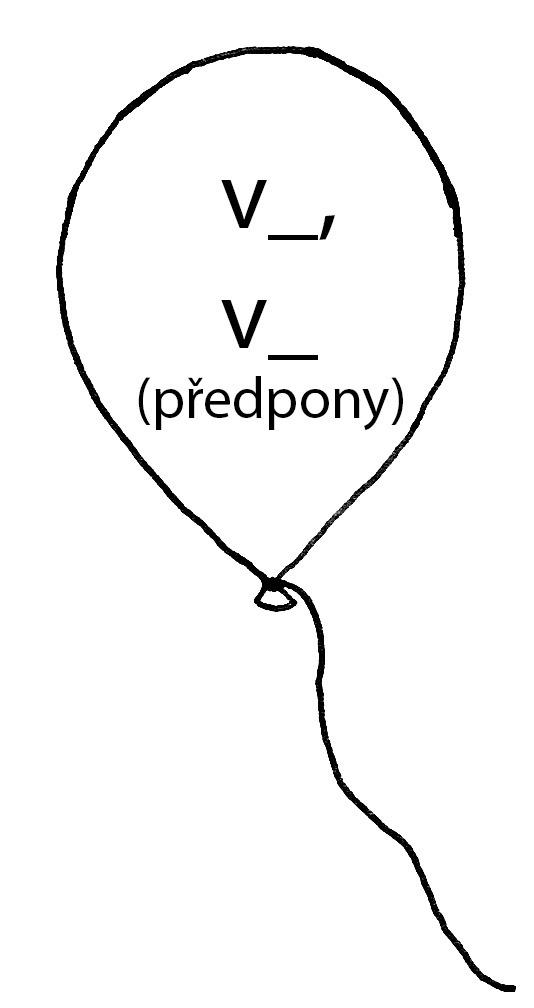 v_,
v_
(předpony)